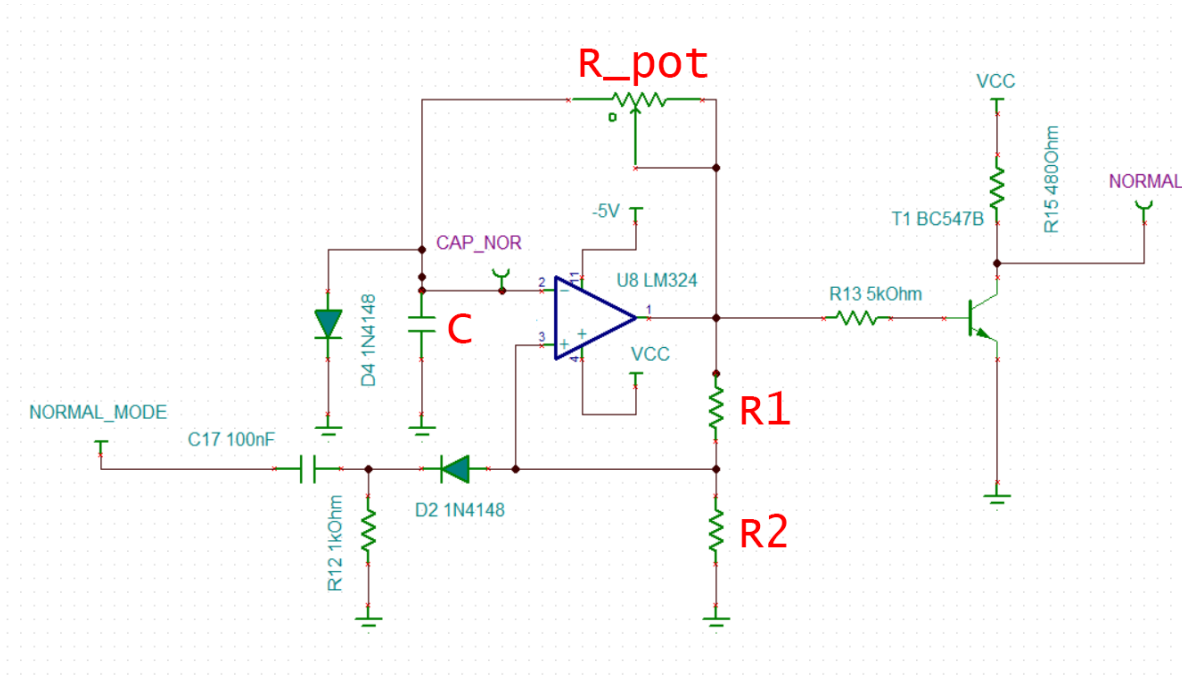 R_pot
VCC
R15 480Ohm
NORMAL
-5V
T1 BC547B
CAP_NOR
11
U8 LM324
2
1
3
4
D4 1N4148
C
R13 5kOhm
VCC
NORMAL_MODE
R1
C17 100nF
D2 1N4148
R12 1kOhm
R2